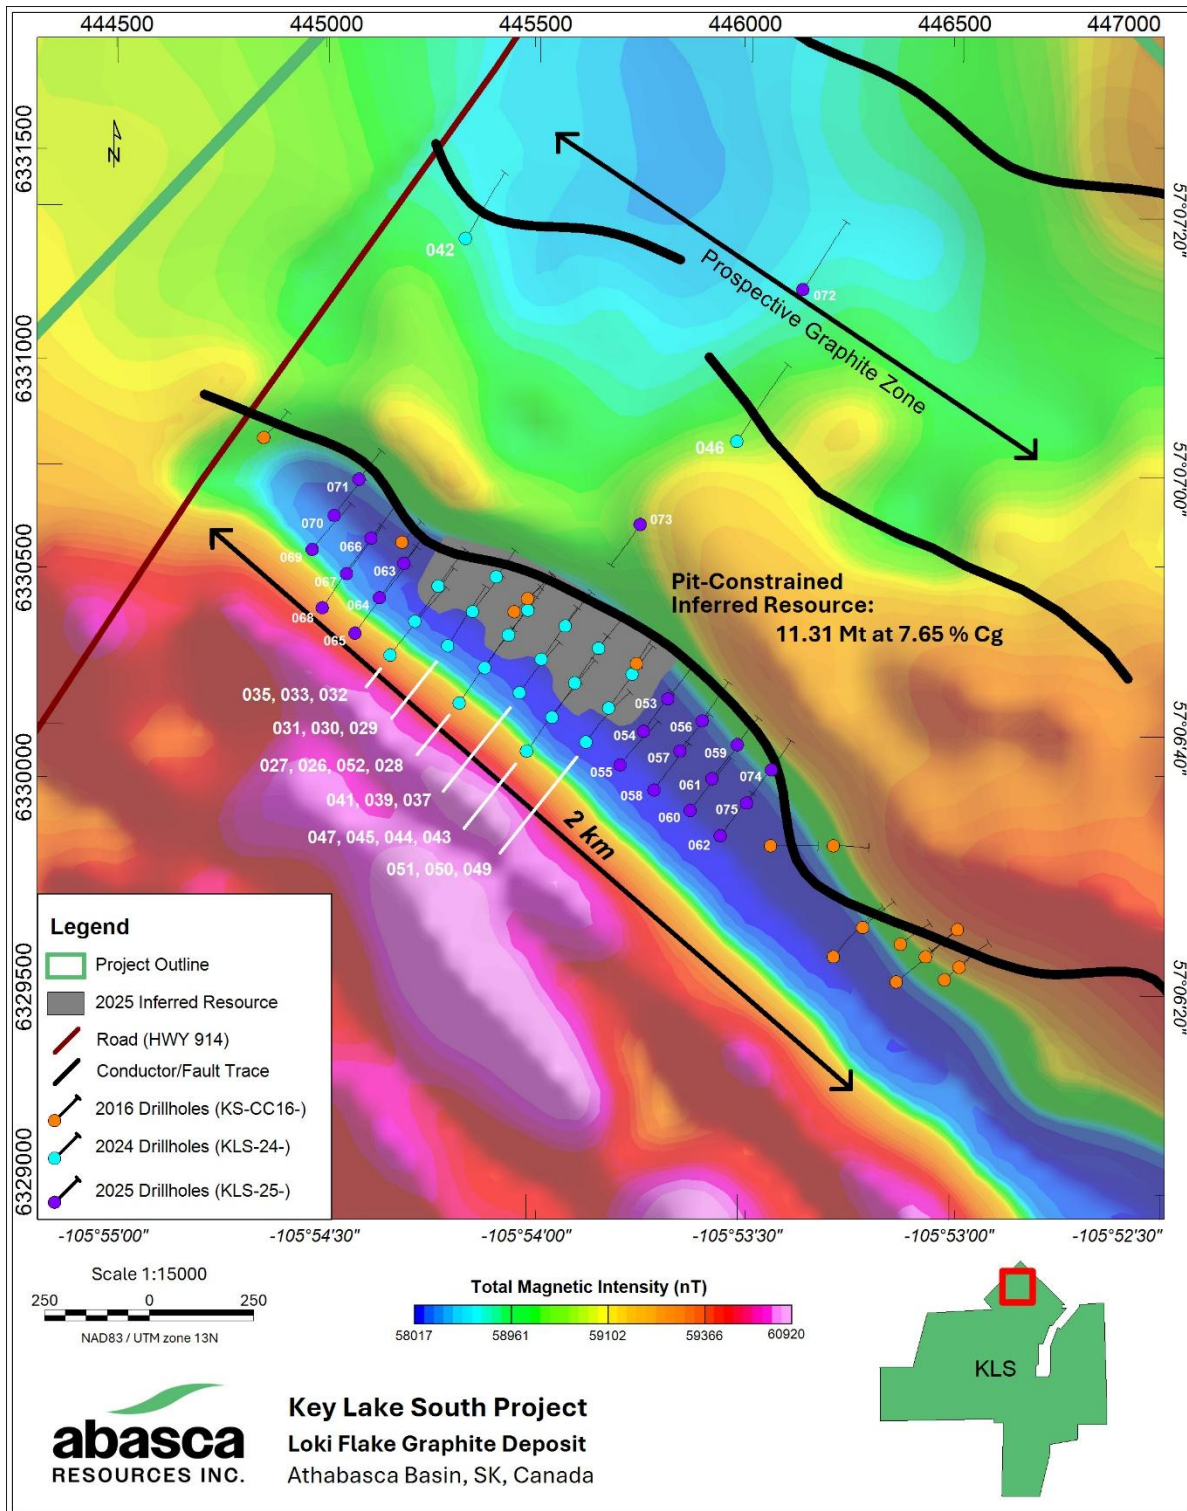 444500 445000 445500 446000 446500 447000
6331500
6331000
6330500
6330000
6329500
6329000
57°07'20"
57°07'00"
57°06'40"
57°06'20"
N
042
072
Prospective Graphite Zone
046
071
073
070
066
069
063
067
064
068
065
Pit-Constrained
Inferred Resource:
11.31 Mt at 7.65 % Cg
035, 033, 032
053
056
031, 030, 029
054
059
057
074
027, 026, 052, 028
055
061
058
075
041, 039, 037
060
062
047, 045, 044, 043
2 km
051, 050, 049
Legend
Project Outline
2025 Inferred Resource
Road (HWY 914)
Conductor/Fault Trace
2016 Drillholes (KS-CC16-)
2024 Drillholes (KLS-24-)
2025 Drillholes (KLS-25-)
-105°55'00" -105°54'30" -105°54'00" -105°53'30" -105°53'00" -105°52'30"
Scale 1:15000
250 0 250
NAD83 / UTM zone 13N
Total Magnetic Intensity (nT)
58017 58961 59102 59366 60920
KLS
abasca
RESOURCES INC.
Key Lake South Project
Loki Flake Graphite Deposit
Athabasca Basin, SK, Canada